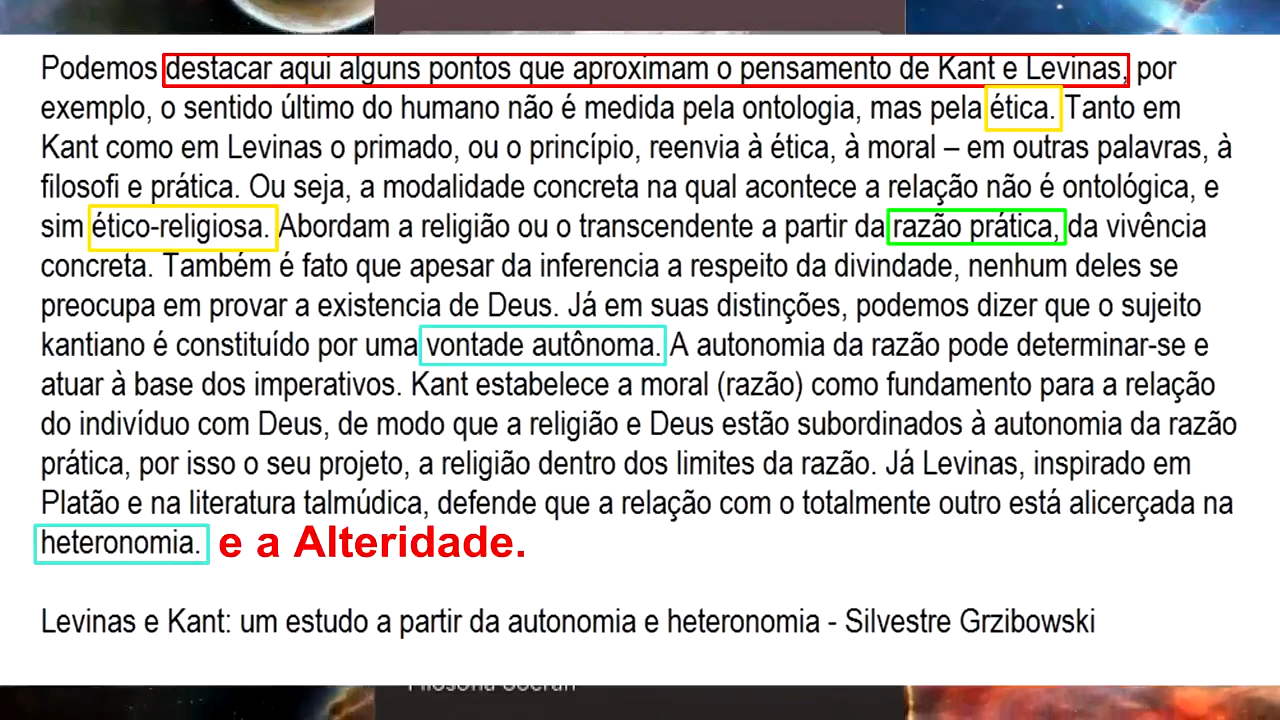 Podemos destacar aqui alguns pontos que aproximam o pensamento de Kant e Levinas, por
exemplo, o sentido último do humano não é medida pela ontologia, mas pela ética. Tanto em
Kant como em Levinas o primado, ou o princípio, reenvia à ética, à moral – em outras palavras, à
filosofi e prática. Ou seja, a modalidade concreta na qual acontece a relação não é ontológica, e
sim ético-religiosa. Abordam a religião ou o transcendente a partir da razão prática, da vivência
concreta. Também é fato que apesar da inferencia a respeito da divindade, nenhum deles se
preocupa em provar a existencia de Deus. Já em suas distinções, podemos dizer que o sujeito
kantiano é constituído por uma vontade autônoma. A autonomia da razão pode determinar-se e
atuar à base dos imperativos. Kant estabelece a moral (razão) como fundamento para a relação
do indivíduo com Deus, de modo que a religião e Deus estão subordinados à autonomia da razão
prática, por isso o seu projeto, a religião dentro dos limites da razão. Já Levinas, inspirado em
Platão e na literatura talmúdica, defende que a relação com o totalmente outro está alicerçada na
heteronomia. e a Alteridade.
Levinas e Kant: um estudo a partir da autonomia e heteronomia - Silvestre Grzibowski